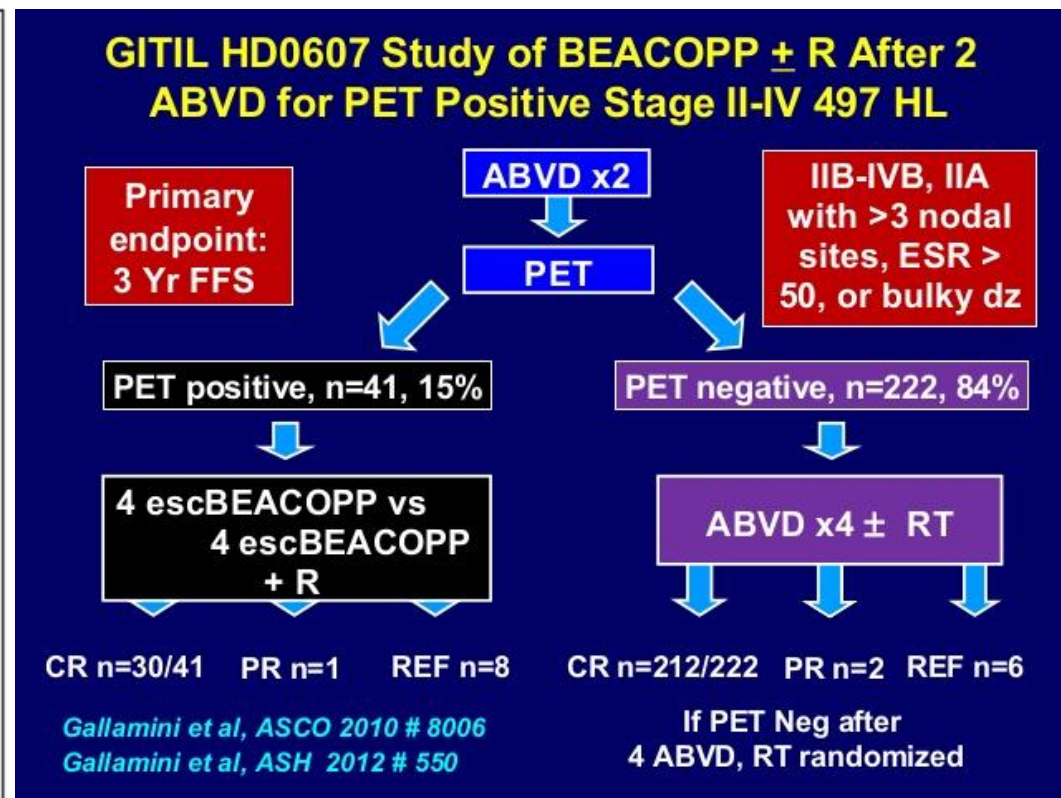 GITIL HD0607 Study of BEACOPP ± R After 2
ABVD for PET Positive Stage II-IV 497 HL
Primary
endpoint:
3 Yr FFS
ABVD x2
PET
IIB-IVB, IIA
with >3 nodal
sites, ESR >
50, or bulky dz
PET positive, n=41, 15%
PET negative, n=222, 84%
4 escBEACOPP vs
4 escBEACOPP
+ R
ABVD x4 ± RT
CR n=30/41 PR n=1 REF n=8
CR n=212/222 PR n=2 REF n=6
Gallamini et al, ASCO 2010 # 8006
Gallamini et al, ASH 2012 # 550
If PET Neg after
4 ABVD, RT randomized